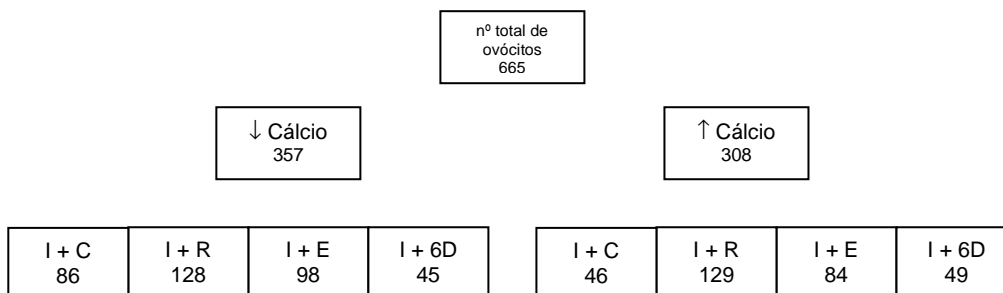 nº total de
ovócitos
665
↓ Cálcio
357
↑ Cálcio
308
I + C
86
I + R
128
I + E
98
I + 6D
45
I + C
46
I + R
129
I + E
84
I + 6D
49